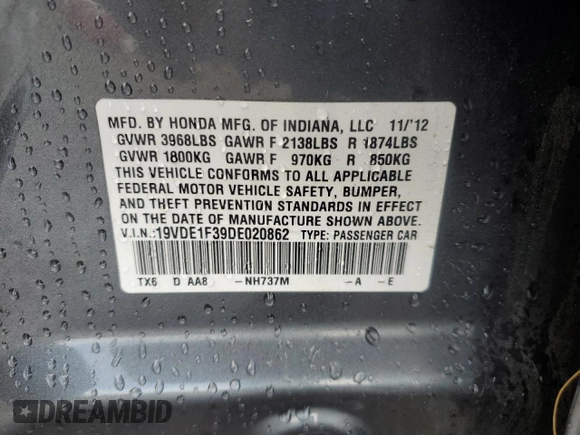 MFD. BY HONDA MFG. OF INDIANA, LLC 11/'12
GVWR 3968LBS GAWR F 2138LBS R 1874LBS
GVWR 1800KG GAWR F 970KG R 850KG
THIS VEHICLE CONFORMS TO ALL APPLICABLE
FEDERAL MOTOR VEHICLE SAFETY, BUMPER,
AND THEFT PREVENTION STANDARDS IN EFFECT
ON THE DATE OF MANUFACTURE SHOWN ABOVE.
V.I.N.:19VDE1F39DE020862 TYPE: PASSENGER CAR
TX6 D AA8 -NH737M -A -E
DREAMBID